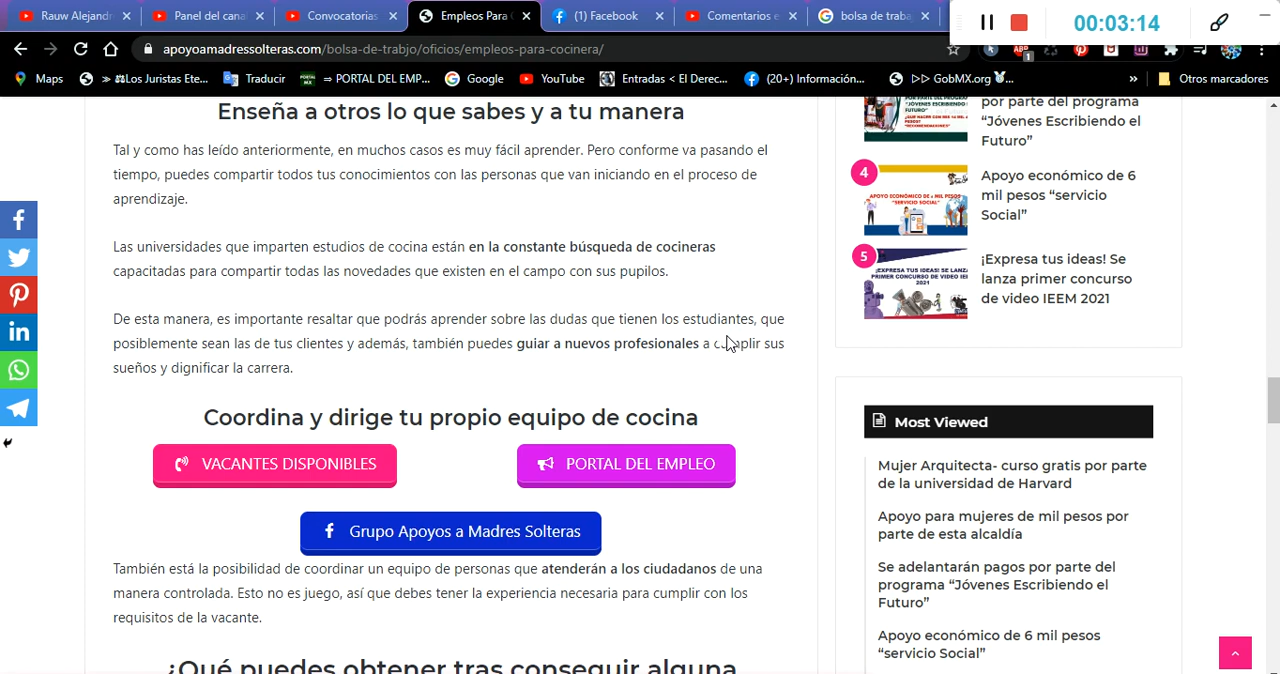 Rauw Alejandr
Panel del cana
Convocatorias
Empleos Para C
(1) Facebook
Comentarios e
bolsa de traba
00:03:14
apoyoamadressolteras.com/bolsa-de-trabjo/oficios/empleos-para-cocinera/
Maps
» ⚖Los Juristas Ete...
Traducir
⇒ PORTAL DEL EMP...
Google
YouTube
Entradas < El Derec...
(20+) Información...
▷▷ GobMX.org 🏅...
»
Otros marcadores
Enseña a otros lo que sabes y a tu manera
Tal y como has leído anteriormente, en muchos casos es muy fácil aprender. Pero conforme va pasando el
tiempo, puedes compartir todos tus conocimientos con las personas que van iniciando en el proceso de
aprendizaje.
Las universidades que imparten estudios de cocina están en la constante búsqueda de cocineras
capacitadas para compartir todas las novedades que existen en el campo con sus pupilos.
De esta manera, es importante resaltar que podrás aprender sobre las dudas que tienen los estudiantes, que
posiblemente sean las de tus clientes y además, también puedes guiar a nuevos profesionales a cumplir sus
sueños y dignificar la carrera.
Coordina y dirige tu propio equipo de cocina
VACANTES DISPONIBLES
PORTAL DEL EMPLEO
Grupo Apoyos a Madres Solteras
También está la posibilidad de coordinar un equipo de personas que atenderán a los ciudadanos de una
manera controlada. Esto no es juego, así que debes tener la experiencia necesaria para cumplir con los
requisitos de la vacante.
¿Qué puedes obtener tras conseguir alguna
por parte del programa
“Jóvenes Escribiendo el
Futuro”
4
Apoyo económico de 6
mil pesos “servicio
Social”
5
¡Expresa tus ideas! Se
lanza primer concurso
de video IEEM 2021
Most Viewed
Mujer Arquitecta- curso gratis por parte
de la universidad de Harvard
Apoyo para mujeres de mil pesos por
parte de esta alcaldía
Se adelantarán pagos por parte del
programa “Jóvenes Escribiendo el
Futuro”
Apoyo económico de 6 mil pesos
“servicio Social”